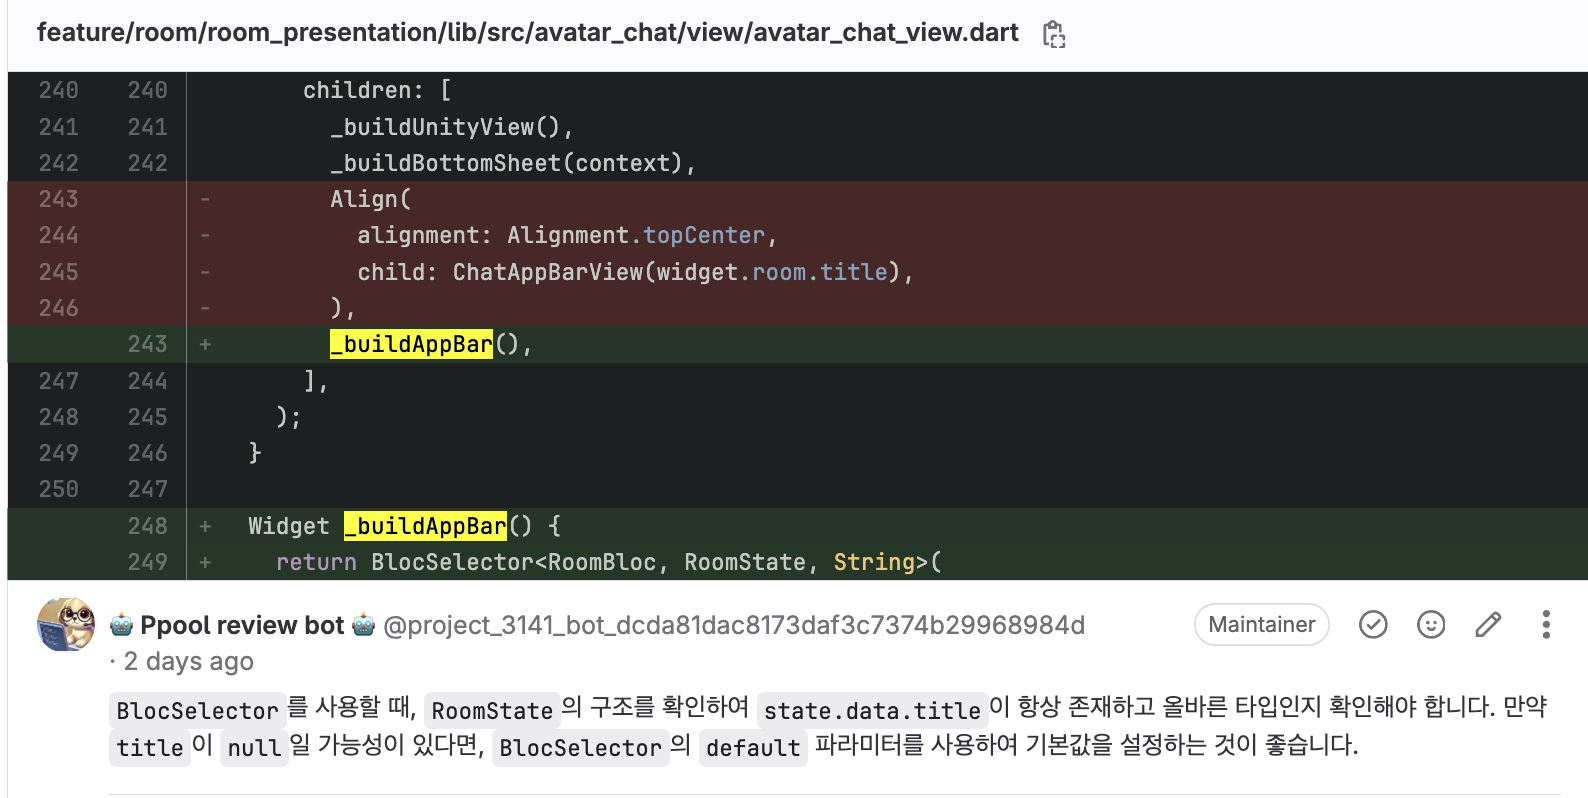 feature/room/room_presentation/lib/src/avatar_chat/view/avatar_chat_view.dart
240 240 children: [
241 241 _buildUnityView(),
242 242 _buildBottomSheet(context),
243 - Align(
244 - alignment: Alignment.topCenter,
245 - child: ChatAppBarView(widget.room.title),
246 - ),
243 + _buildAppBar(),
247 244 ],
248 245 );
249 246 }
250 247
248 + Widget _buildAppBar() {
249 + return BlocSelector<RoomBloc, RoomState, String>(
🤖 Ppool review bot 🤖 @project_3141_bot_dcda81dac8173daf3c7374b29968984d Maintainer
· 2 days ago
BlocSelector를 사용할 때, RoomState의 구조를 확인하여 state.data.title이 항상 존재하고 올바른 타입인지 확인해야 합니다. 만약
title이 null일 가능성이 있다면, BlocSelector의 default 파라미터를 사용하여 기본값을 설정하는 것이 좋습니다.